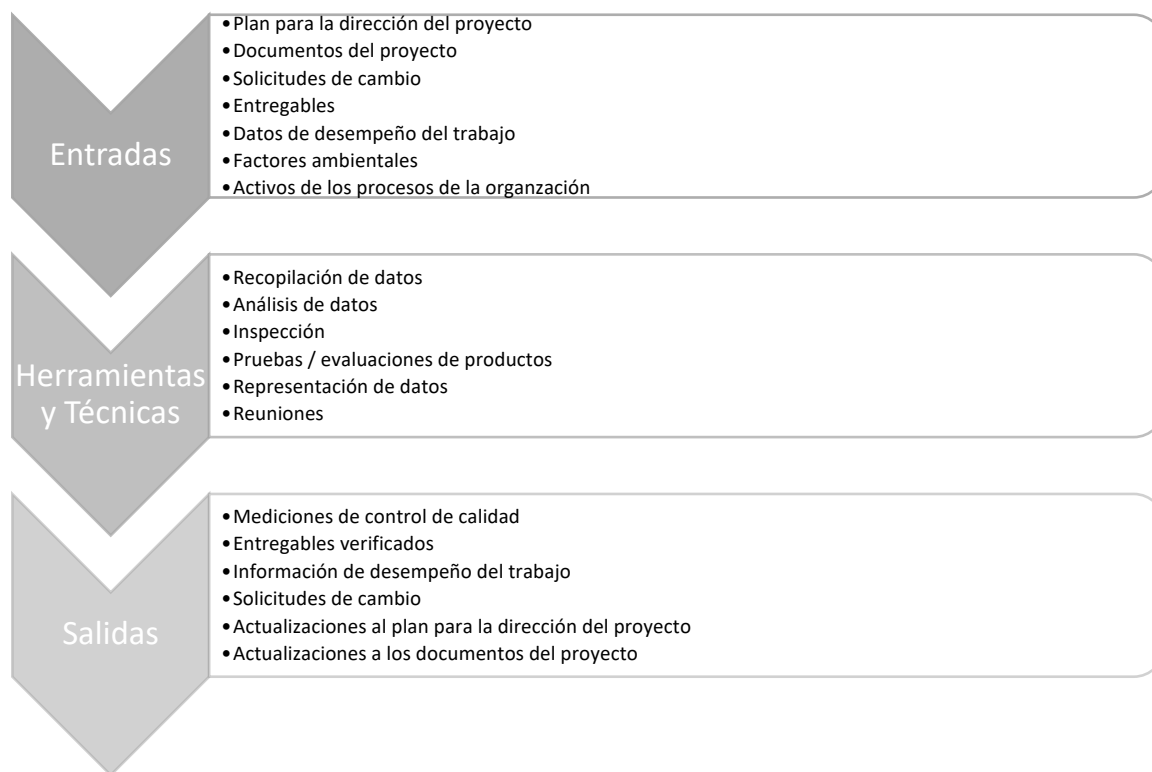 Entradas
•Plan para la dirección del proyecto
•Documentos del proyecto
•Solicitudes de cambio
•Entregables
•Datos de desempeño del trabajo
•Factores ambientales
•Activos de los procesos de la organzación
Herramientas
y Técnicas
•Recopilación de datos
•Análisis de datos
•Inspección
•Pruebas / evaluaciones de productos
•Representación de datos
•Reuniones
Salidas
•Mediciones de control de calidad
•Entregables verificados
•Información de desempeño del trabajo
•Solicitudes de cambio
•Actualizaciones al plan para la dirección del proyecto
•Actualizaciones a los documentos del proyecto